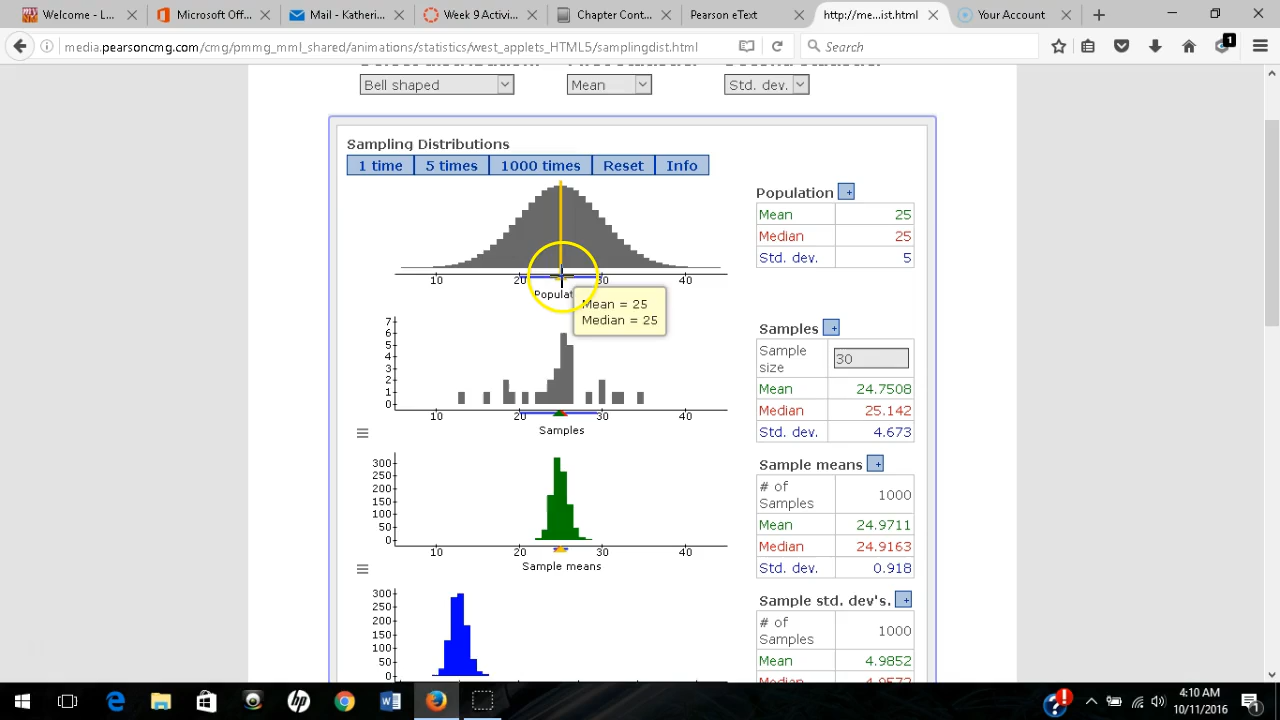 Welcome - L...
Microsoft Of...
Mail - Katheri...
Week 9 Activi...
Chapter Cont...
Pearson eText
http://me...ist.html
Your Account
media.pearsoncmg.com/cmg/pmmg_mml_shared/animations/statistics/west_applets_HTML5/samplingdist.html
Search
1
Bell shaped
Mean
Std. dev.
Sampling Distributions
1 time
5 times
1000 times
Reset
Info
10
20
30
40
Mean = 25
Median = 25
Population
Mean 25
Median 25
Std. dev. 5
7
6
5
4
3
2
1
0
10
20
30
40
Samples
Samples
Sample size 30
Mean 24.7508
Median 25.142
Std. dev. 4.673
300
250
200
150
100
50
0
10
20
30
40
Sample means
Sample means
# of Samples 1000
Mean 24.9711
Median 24.9163
Std. dev. 0.918
300
250
200
150
100
50
0
Sample std. dev's.
# of Samples 1000
Mean 4.9852
4:10 AM
10/11/2016
1